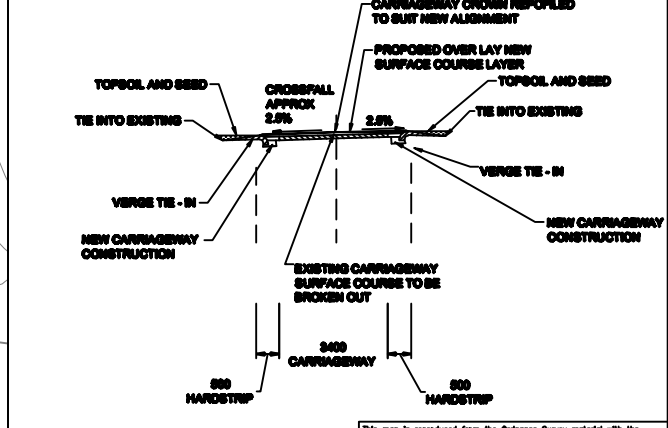 CARRIAGEWAY CROWN REPOFILED
TO SUIT NEW ALIGNMENT
PROPOSED OVER LAY NEW
SURFACE COURSE LAYER
TOPSOIL AND SEED
CROSSFALL
APPROX
2.5%
2.5%
TOPSOIL AND SEED
TIE INTO EXISTING
TIE INTO EXISTING
VERGE TIE - IN
VERGE TIE - IN
NEW CARRIAGEWAY
CONSTRUCTION
NEW CARRIAGEWAY
CONSTRUCTION
EXISTING CARRIAGEWAY
SURFACE COURSE TO BE
BROKEN OUT
3400
CARRIAGEWAY
500
HARDSTRIP
500
HARDSTRIP